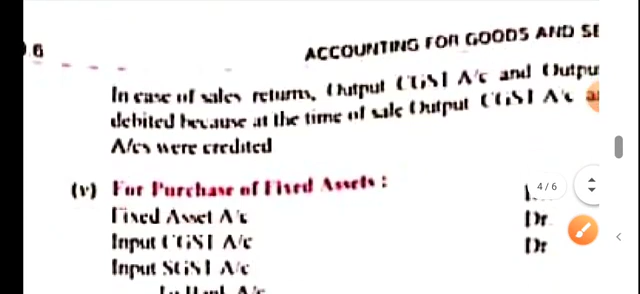 6
ACCOUNTING FOR GOODS AND SE
In case of sales returns, Output CGST A/c and Outpu
debited because at the time of sale Output CGST A/c a
A/cs were credited
(v) For Purchase of Fixed Assets :
Fixed Asset A/c
4/6
Input CGST A/c Dr
Input SGST A/c Dr
To Bank A/c